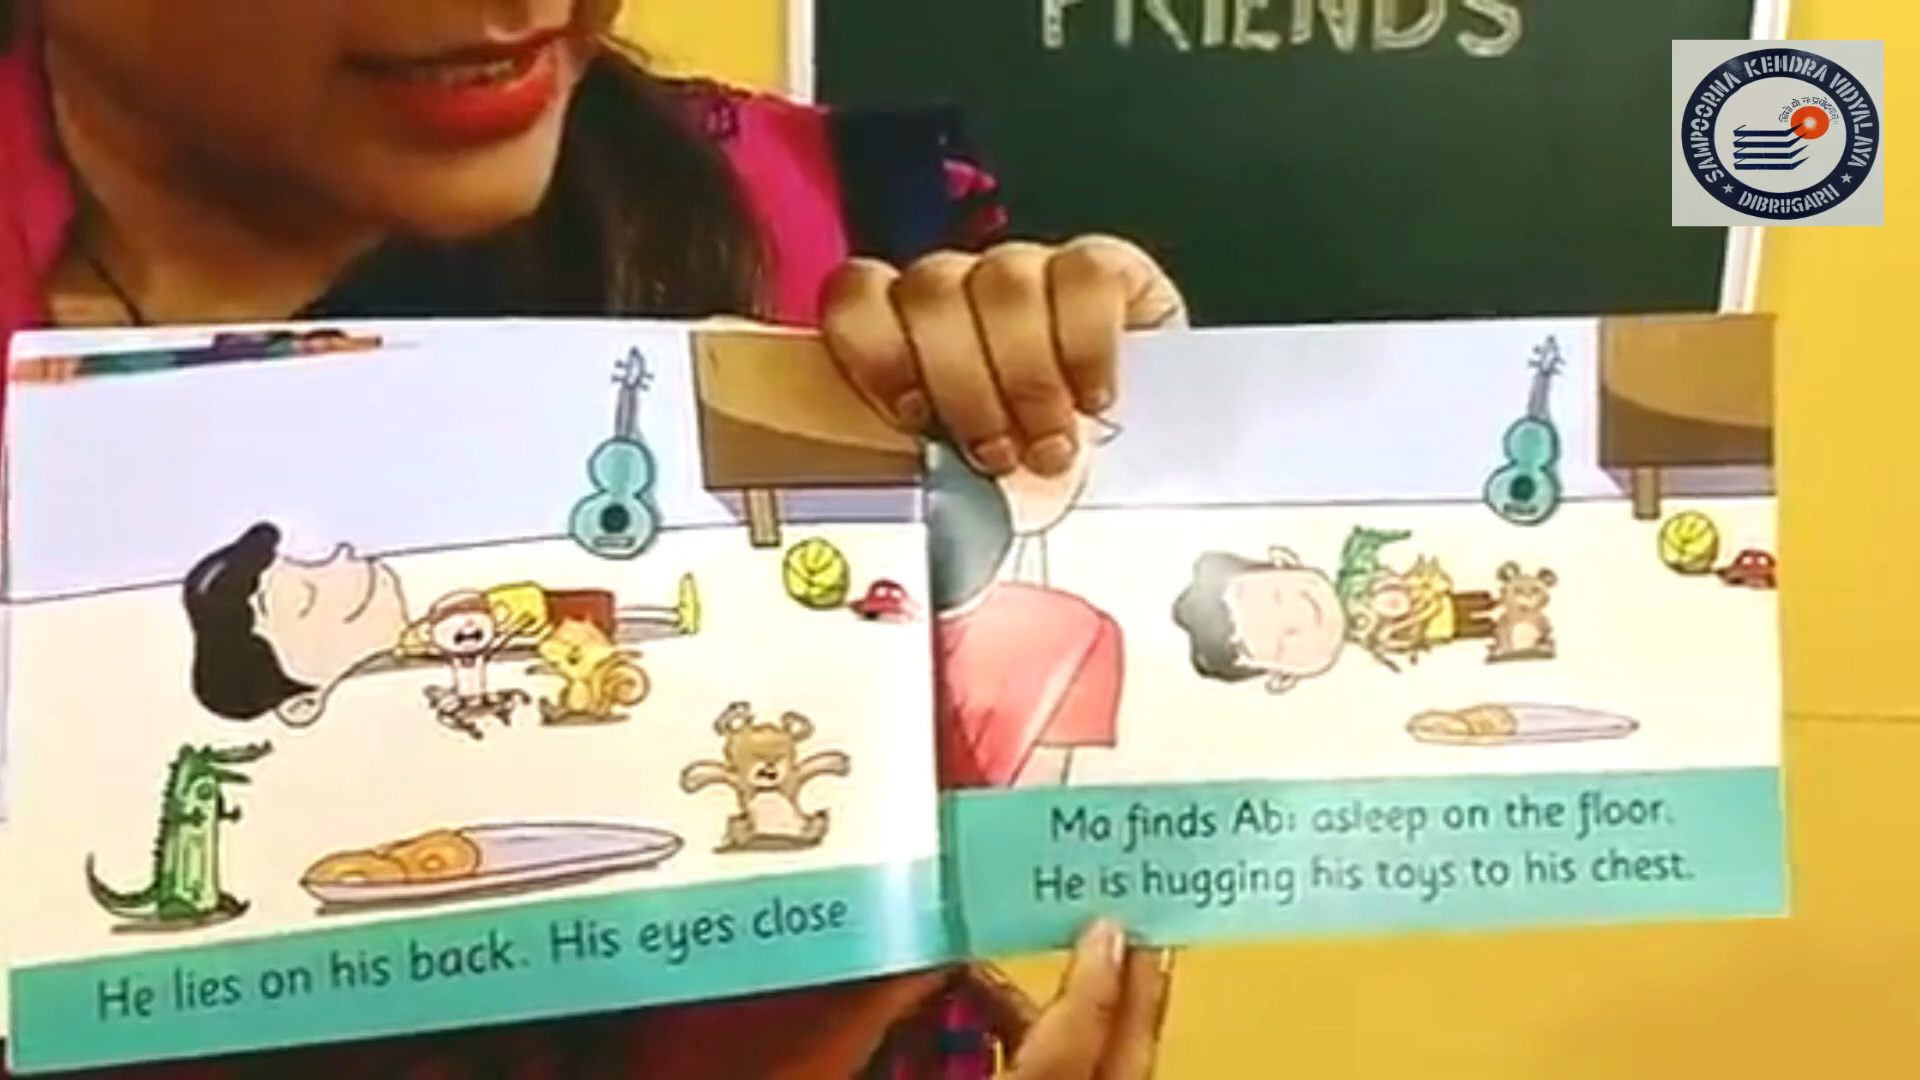 FRIENDS
SAMPOORNA KENDRA VIDYALAYA
DIBRUGARH
He lies on his back. His eyes close.
Ma finds Abi asleep on the floor.
He is hugging his toys to his chest.